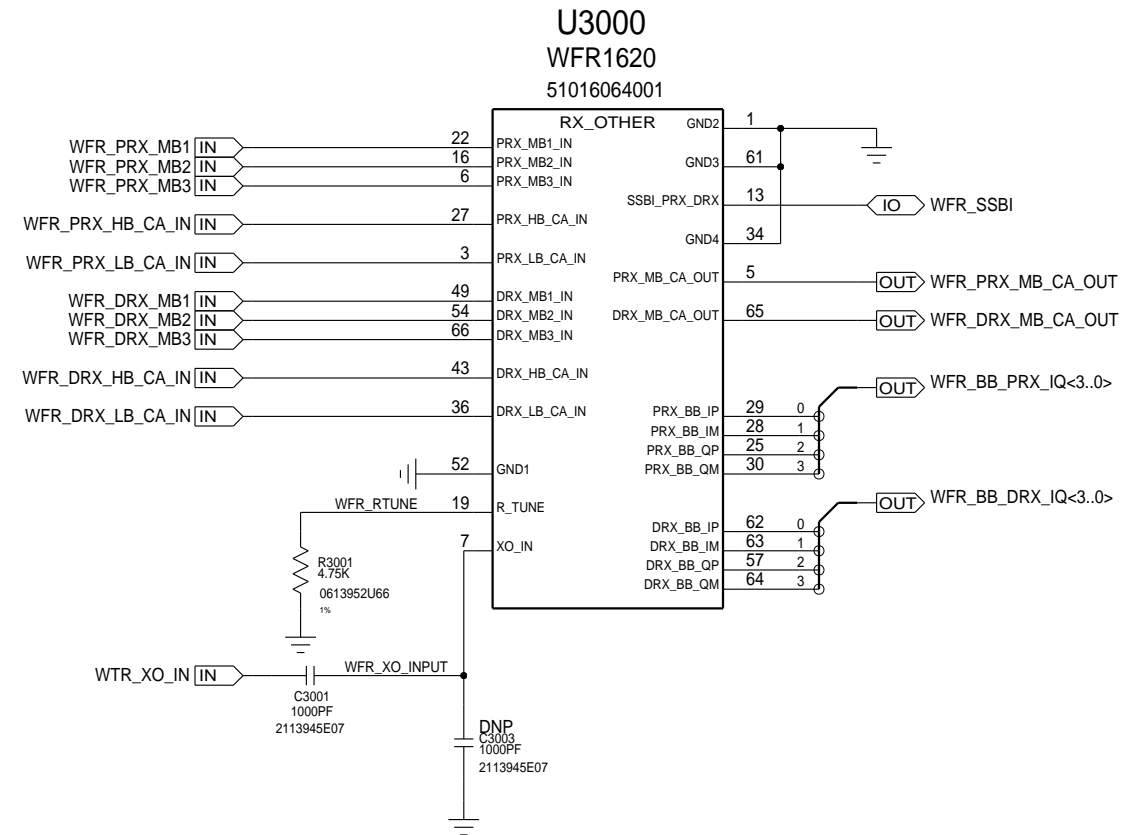 U3000
WFR1620
51016064001
RX_OTHER
WFR_PRX_MB1 IN 22 PRX_MB1_IN
WFR_PRX_MB2 IN 16 PRX_MB2_IN
WFR_PRX_MB3 IN 6 PRX_MB3_IN
WFR_PRX_HB_CA_IN IN 27 PRX_HB_CA_IN
WFR_PRX_LB_CA_IN IN 3 PRX_LB_CA_IN
WFR_DRX_MB1 IN 49 DRX_MB1_IN
WFR_DRX_MB2 IN 54 DRX_MB2_IN
WFR_DRX_MB3 IN 66 DRX_MB3_IN
WFR_DRX_HB_CA_IN IN 43 DRX_HB_CA_IN
WFR_DRX_LB_CA_IN IN 36 DRX_LB_CA_IN
52 GND1
WFR_RTUNE 19 R_TUNE
7 XO_IN
R3001
4.75K
0613952U66
1%
WTR_XO_IN IN WFR_XO_INPUT
C3001
1000PF
2113945E07
DNP
C3003
1000PF
2113945E07
GND2 1
GND3 61
SSBI_PRX_DRX 13 IO WFR_SSBI
GND4 34
PRX_MB_CA_OUT 5 OUT WFR_PRX_MB_CA_OUT
DRX_MB_CA_OUT 65 OUT WFR_DRX_MB_CA_OUT
OUT WFR_BB_PRX_IQ<3..0>
PRX_BB_IP 29 0
PRX_BB_IM 28 1
PRX_BB_QP 25 2
PRX_BB_QM 30 3
OUT WFR_BB_DRX_IQ<3..0>
DRX_BB_IP 62 0
DRX_BB_IM 63 1
DRX_BB_QP 57 2
DRX_BB_QM 64 3